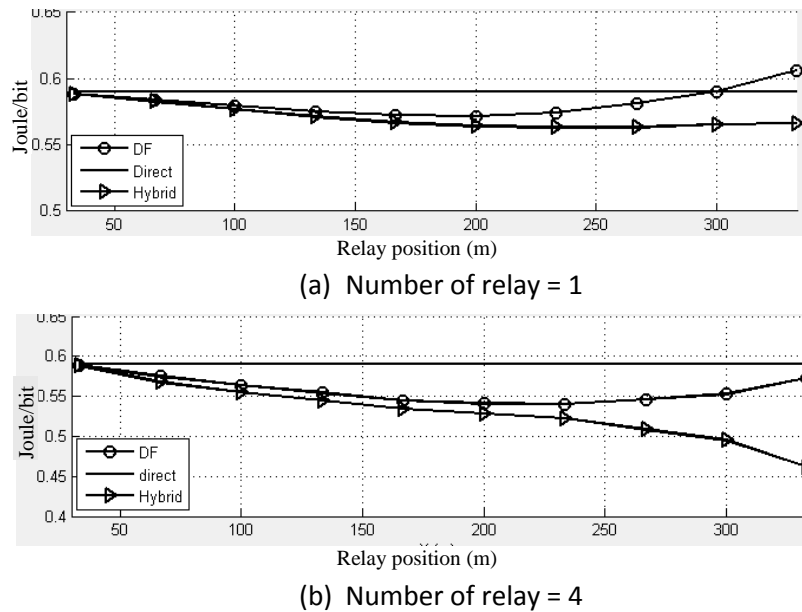 0.65
0.6
0.55
0.5
Joule/bit
DF
Direct
Hybrid
50 100 150 200 250 300
Relay position (m)
(a) Number of relay = 1
0.65
0.6
0.55
0.5
0.45
0.4
Joule/bit
DF
direct
Hybrid
50 100 150 200 250 300
Relay position (m)
(b) Number of relay = 4